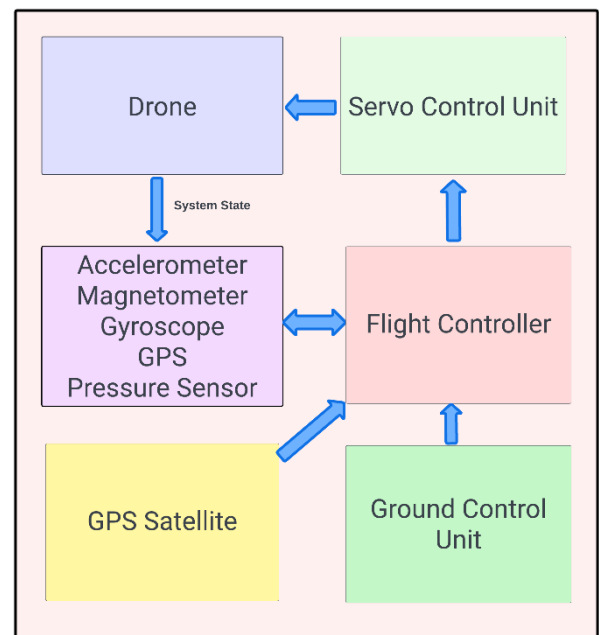 Drone
Servo Control Unit
System State
Accelerometer
Magnetometer
Gyroscope
GPS
Pressure Sensor
Flight Controller
GPS Satellite
Ground Control
Unit